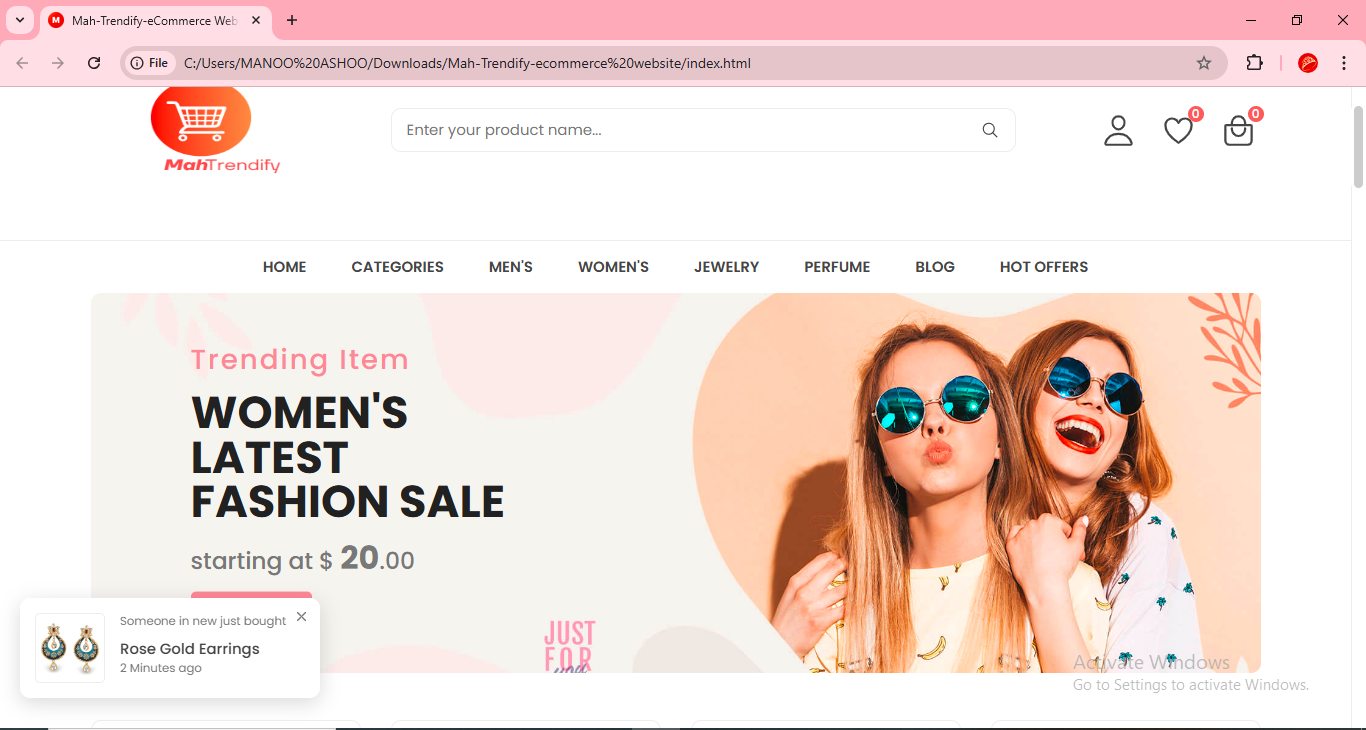 M Mah-Trendify-eCommerce Web
File C:/Users/MANOO%20ASHOO/Downloads/Mah-Trendify-ecommerce%20website/index.html
MahTrendify
Enter your product name...
0 0
HOME CATEGORIES MEN'S WOMEN'S JEWELRY PERFUME BLOG HOT OFFERS
Trending Item
WOMEN'S
LATEST
FASHION SALE
starting at $ 20.00
JUST
FOR
you
Someone in new just bought
Rose Gold Earrings
2 Minutes ago
Activate Windows
Go to Settings to activate Windows.